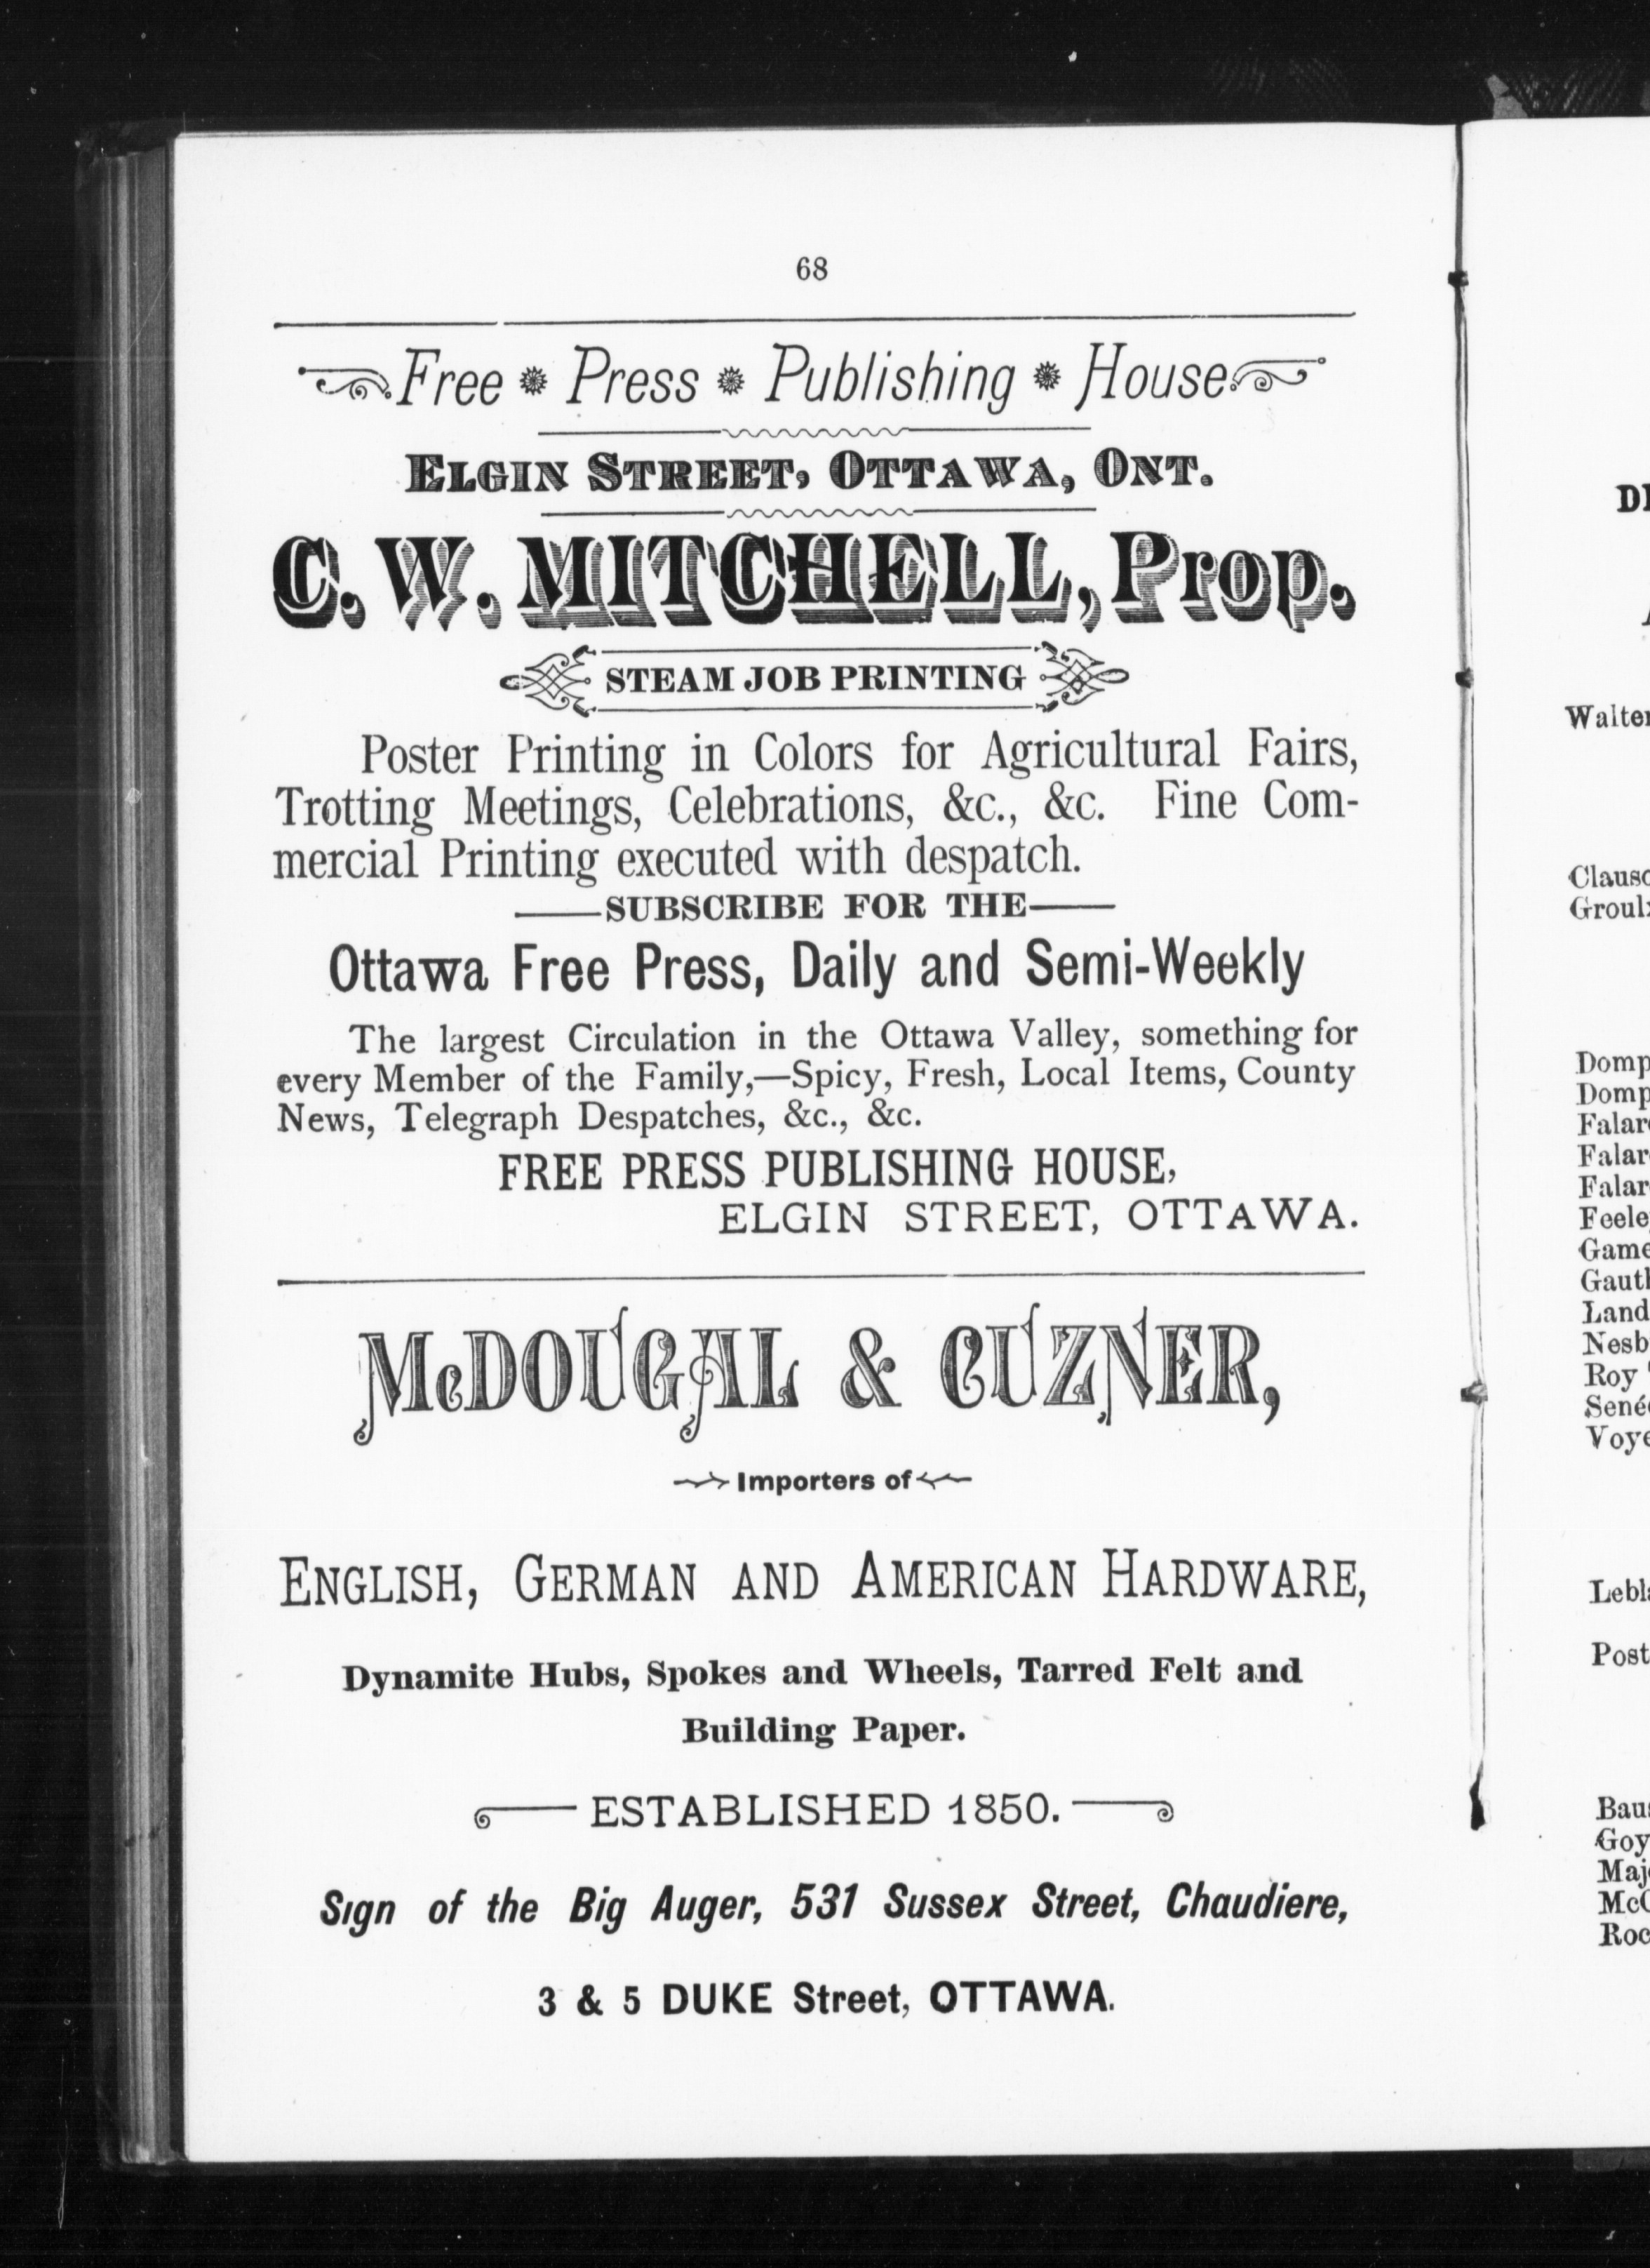 68
Free Press Publishing House
ELGIN STREET, OTTAWA, ONT.
C. W. MITCHELL, Prop.
STEAM JOB PRINTING
Poster Printing in Colors for Agricultural Fairs,
Trotting Meetings, Celebrations, &c., &c. Fine Com-
mercial Printing executed with despatch.
SUBSCRIBE FOR THE
Ottawa Free Press, Daily and Semi-Weekly
The largest Circulation in the Ottawa Valley, something for
every Member of the Family,—Spicy, Fresh, Local Items, County
News, Telegraph Despatches, &c., &c.
FREE PRESS PUBLISHING HOUSE,
ELGIN STREET, OTTAWA.
McDOUGAL & CUZNER,
Importers of
ENGLISH, GERMAN AND AMERICAN HARDWARE,
Dynamite Hubs, Spokes and Wheels, Tarred Felt and
Building Paper.
ESTABLISHED 1850.
Sign of the Big Auger, 531 Sussex Street, Chaudiere,
3 & 5 DUKE Street, OTTAWA.
Roy